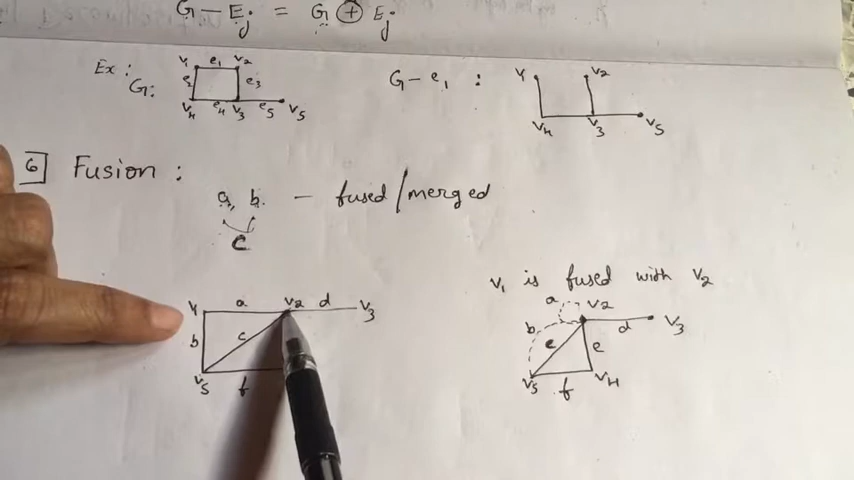 G - Ej = G ⊕ Ej
Ex: G: v1 e1 v2 e2 e3 v4 e4 v3 e5 v5
G - e1 : v1 v2 v4 v3 v5
6 Fusion :
a, b - fused/merged
c
v1 is fused with v2
v1 a v2 d v3
b c
v5 f
a v2
b d v3
c e
v5 f v4